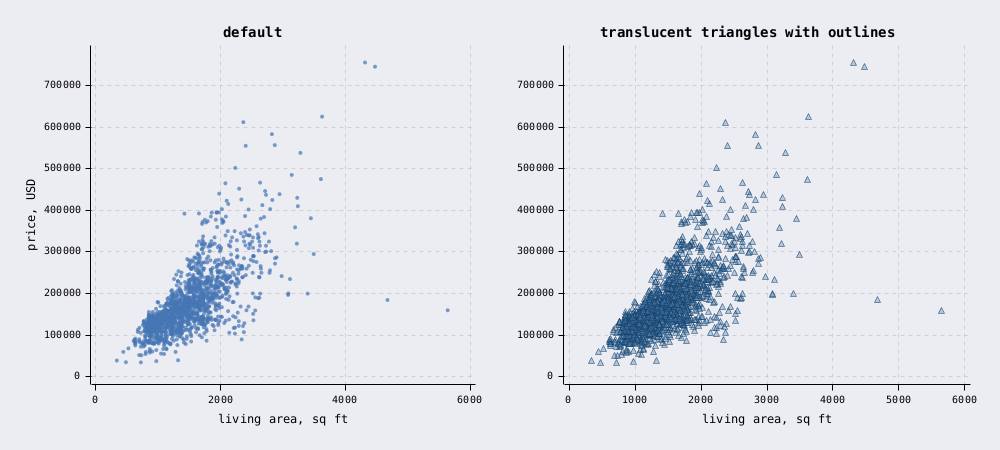 default
700000
600000
500000
400000
300000
200000
100000
0
price, USD
0 2000 4000 6000
living area, sq ft
translucent triangles with outlines
700000
600000
500000
400000
300000
200000
100000
0
0 1000 2000 3000 4000 5000 6000
living area, sq ft